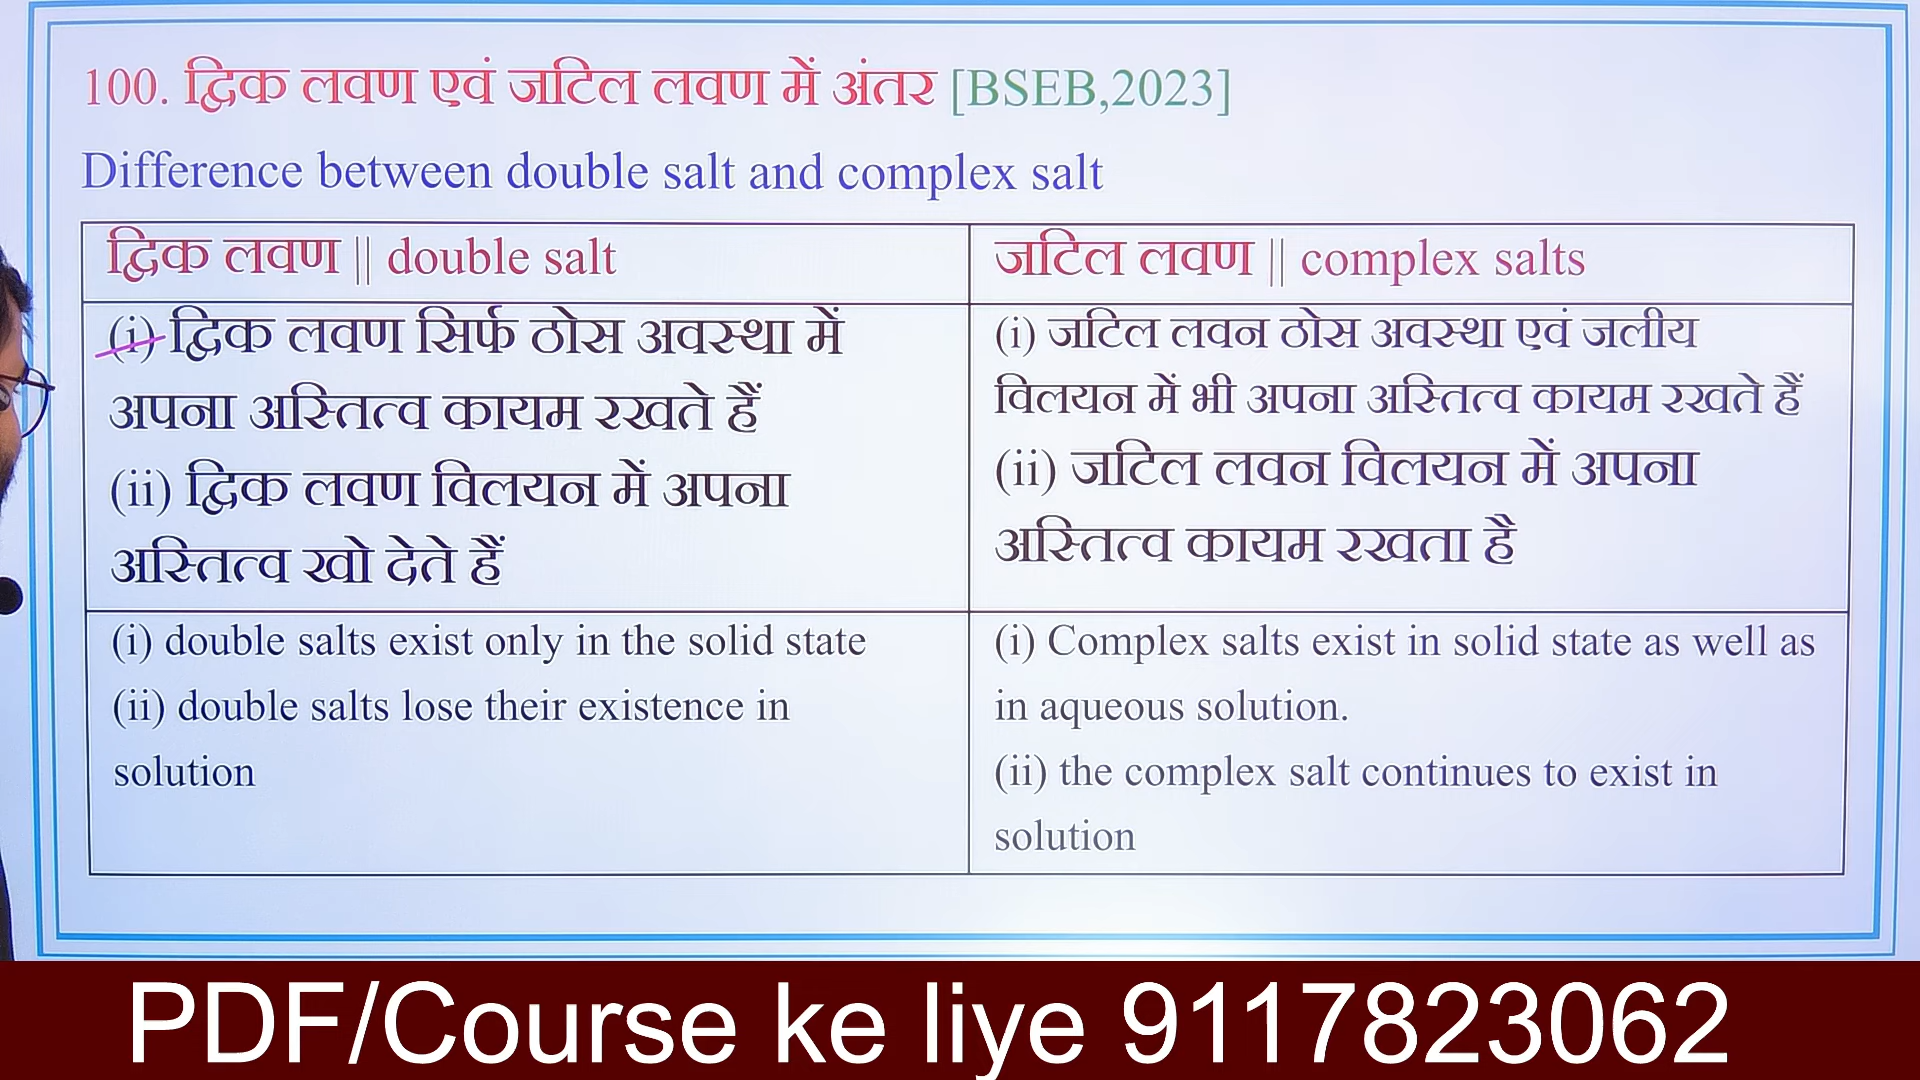 100. द्विक लवण एवं जटिल लवण में अंतर [BSEB,2023]
Difference between double salt and complex salt
द्विक लवण || double salt
जटिल लवण || complex salts
(i) द्विक लवण सिर्फ ठोस अवस्था में
अपना अस्तित्व कायम रखते हैं
(ii) द्विक लवण विलयन में अपना
अस्तित्व खो देते हैं
(i) जटिल लवन ठोस अवस्था एवं जलीय
विलयन में भी अपना अस्तित्व कायम रखते हैं
(ii) जटिल लवन विलयन में अपना
अस्तित्व कायम रखता है
(i) double salts exist only in the solid state
(ii) double salts lose their existence in
solution
(i) Complex salts exist in solid state as well as
in aqueous solution.
(ii) the complex salt continues to exist in
solution
PDF/Course ke liye 9117823062